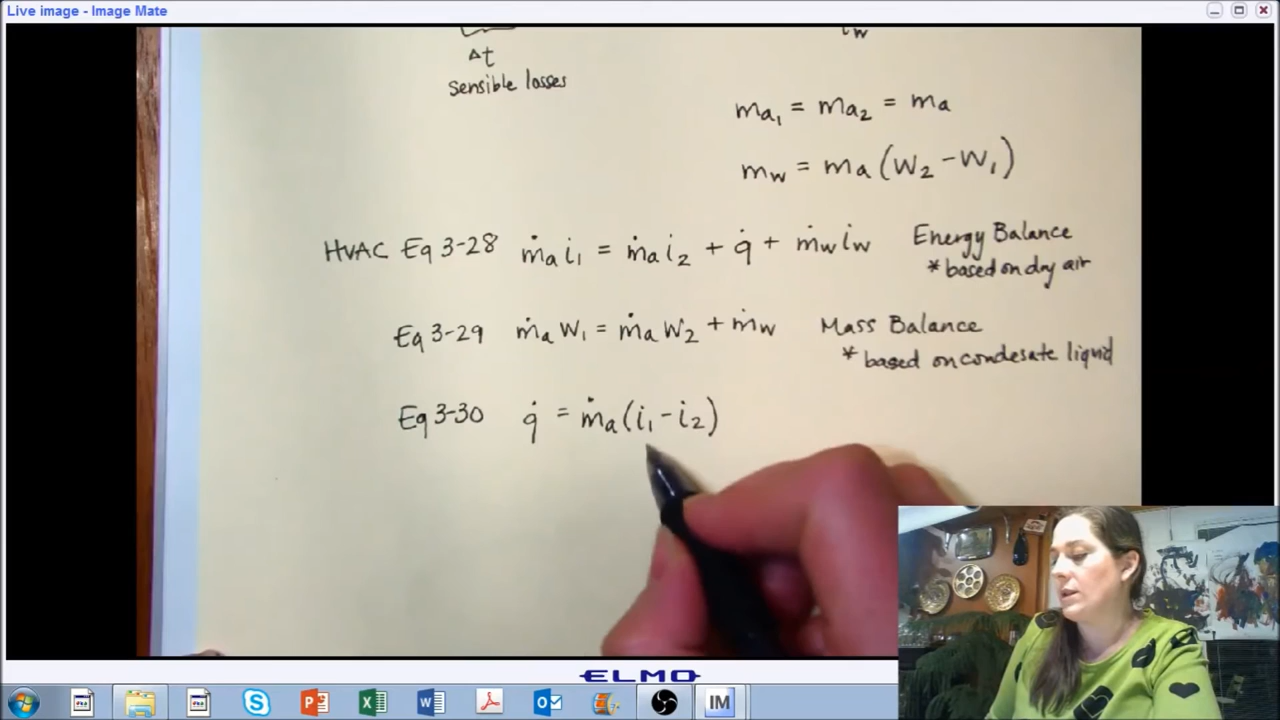 Live image - Image Mate
Δt
sensible losses
iw
ma1 = ma2 = ma
mw = ma(W2 - W1)
HVAC Eq 3-28 ṁa i1 = ṁa i2 + q̇ + ṁw iw Energy Balance
* based on dry air
Eq 3-29 ṁa W1 = ṁa W2 + ṁw Mass Balance
* based on condesate liquid
Eq 3-30 q̇ = ṁa(i1 - i2)
ELMO
IM